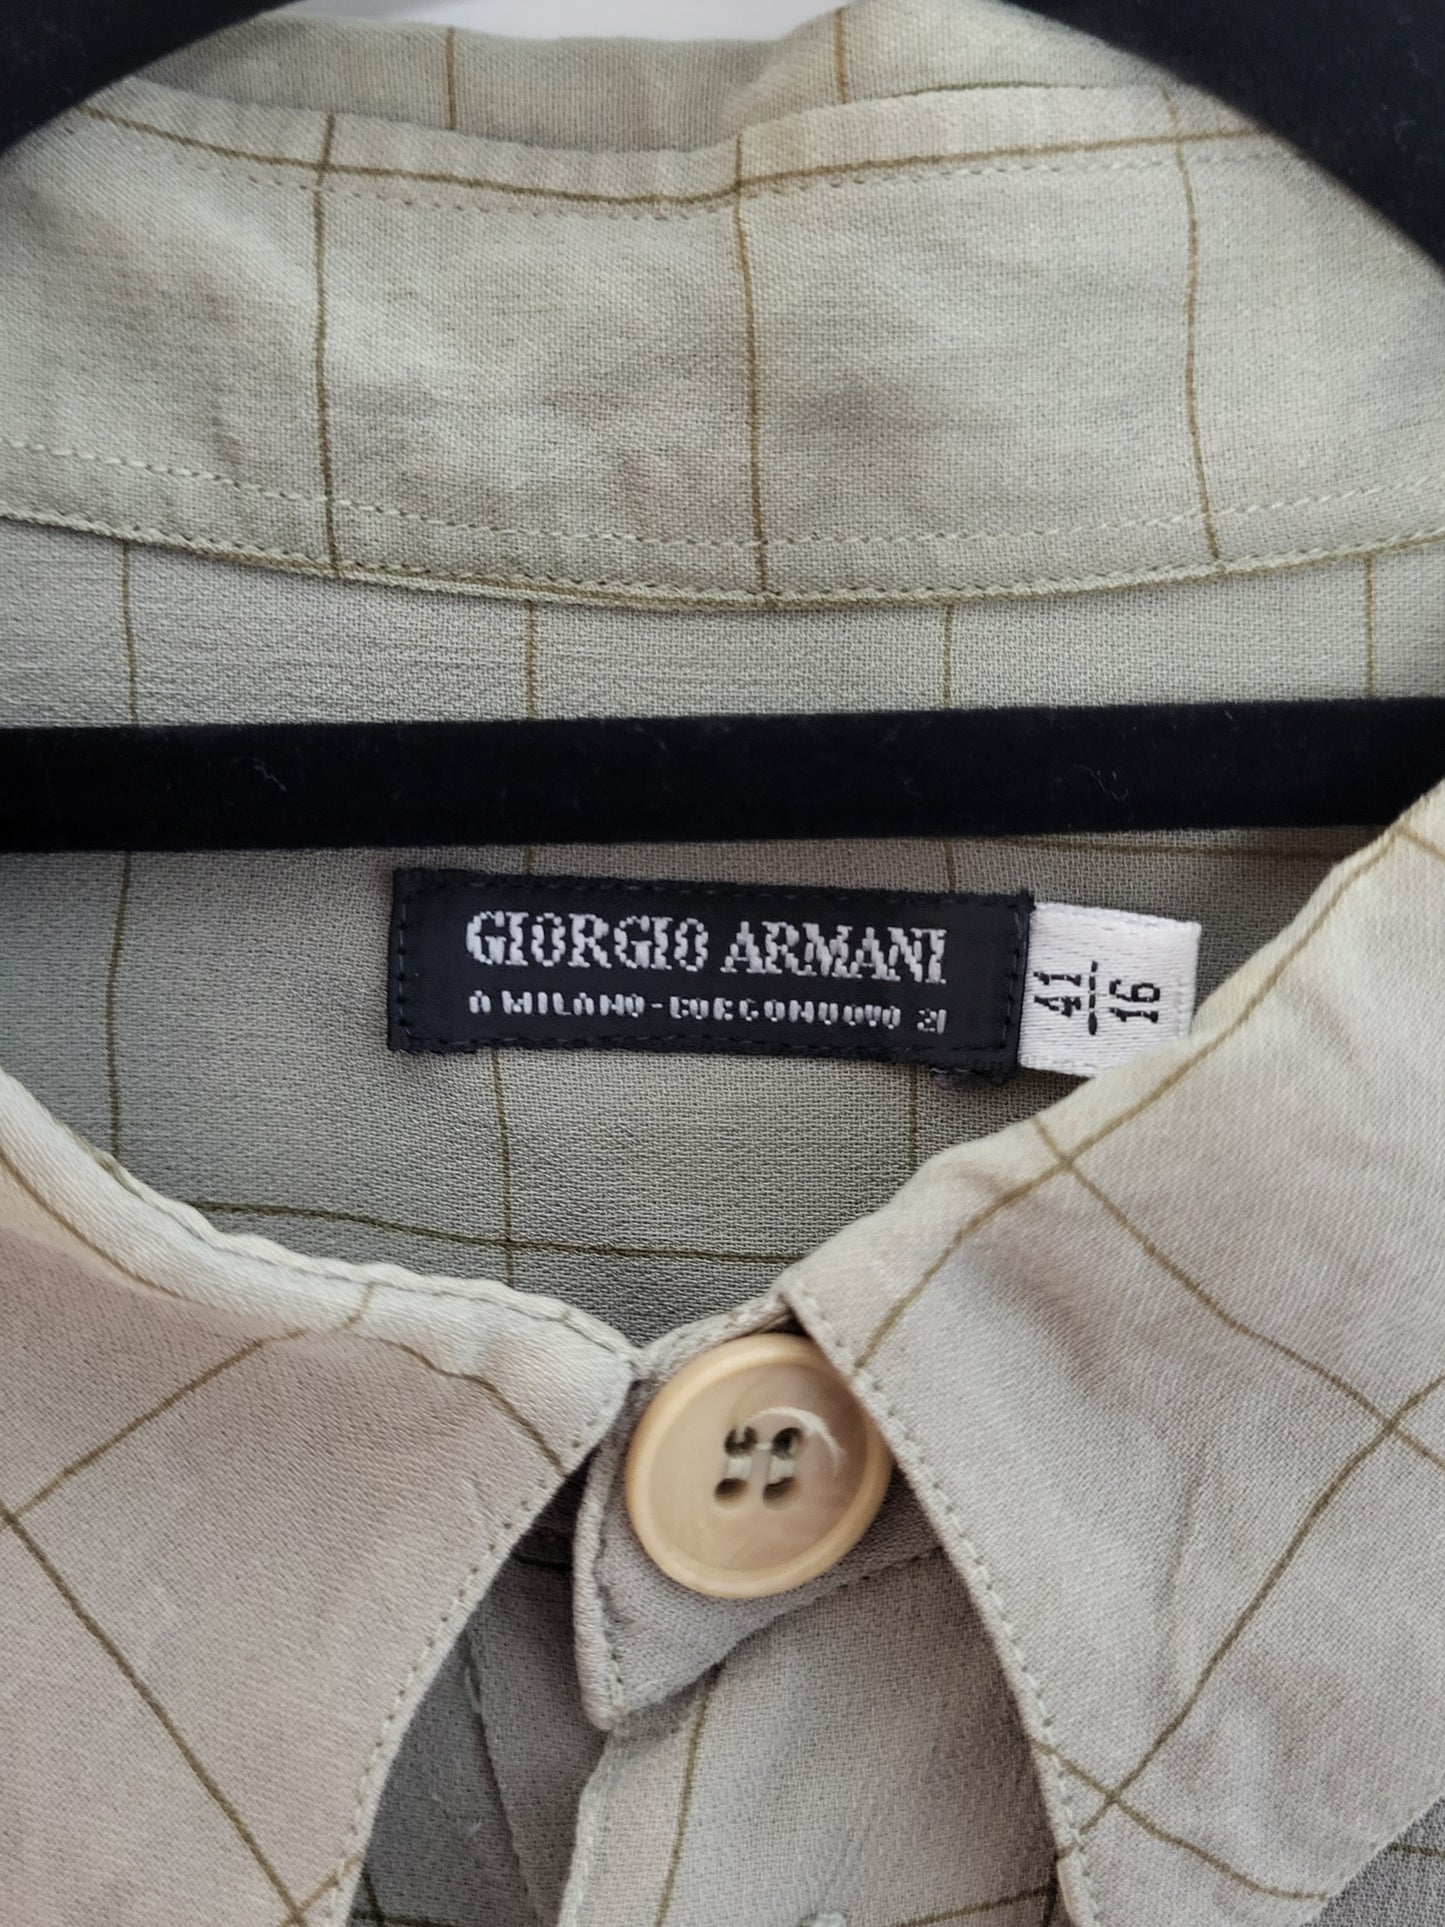 GIORGIO ARMANI
A MILANO-BORGONUOVO 21
41
16